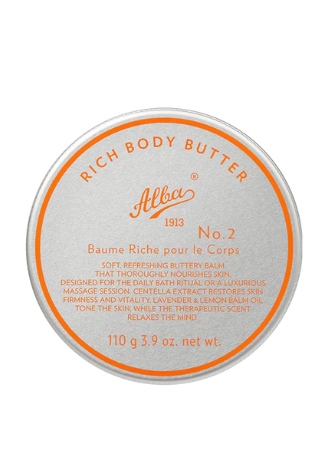 RICH BODY BUTTER
Alba®
1913
No.2
Baume Riche pour le Corps
SOFT, REFRESHING BUTTERY BALM
THAT THOROUGHLY NOURISHES SKIN.
DESIGNED FOR THE DAILY BATH RITUAL OR A LUXURIOUS
MASSAGE SESSION. CENTELLA EXTRACT RESTORES SKIN
FIRMNESS AND VITALITY. LAVENDER & LEMON BALM OIL
TONE THE SKIN, WHILE THE THERAPEUTIC SCENT
RELAXES THE MIND
110 g 3.9 oz. net wt.